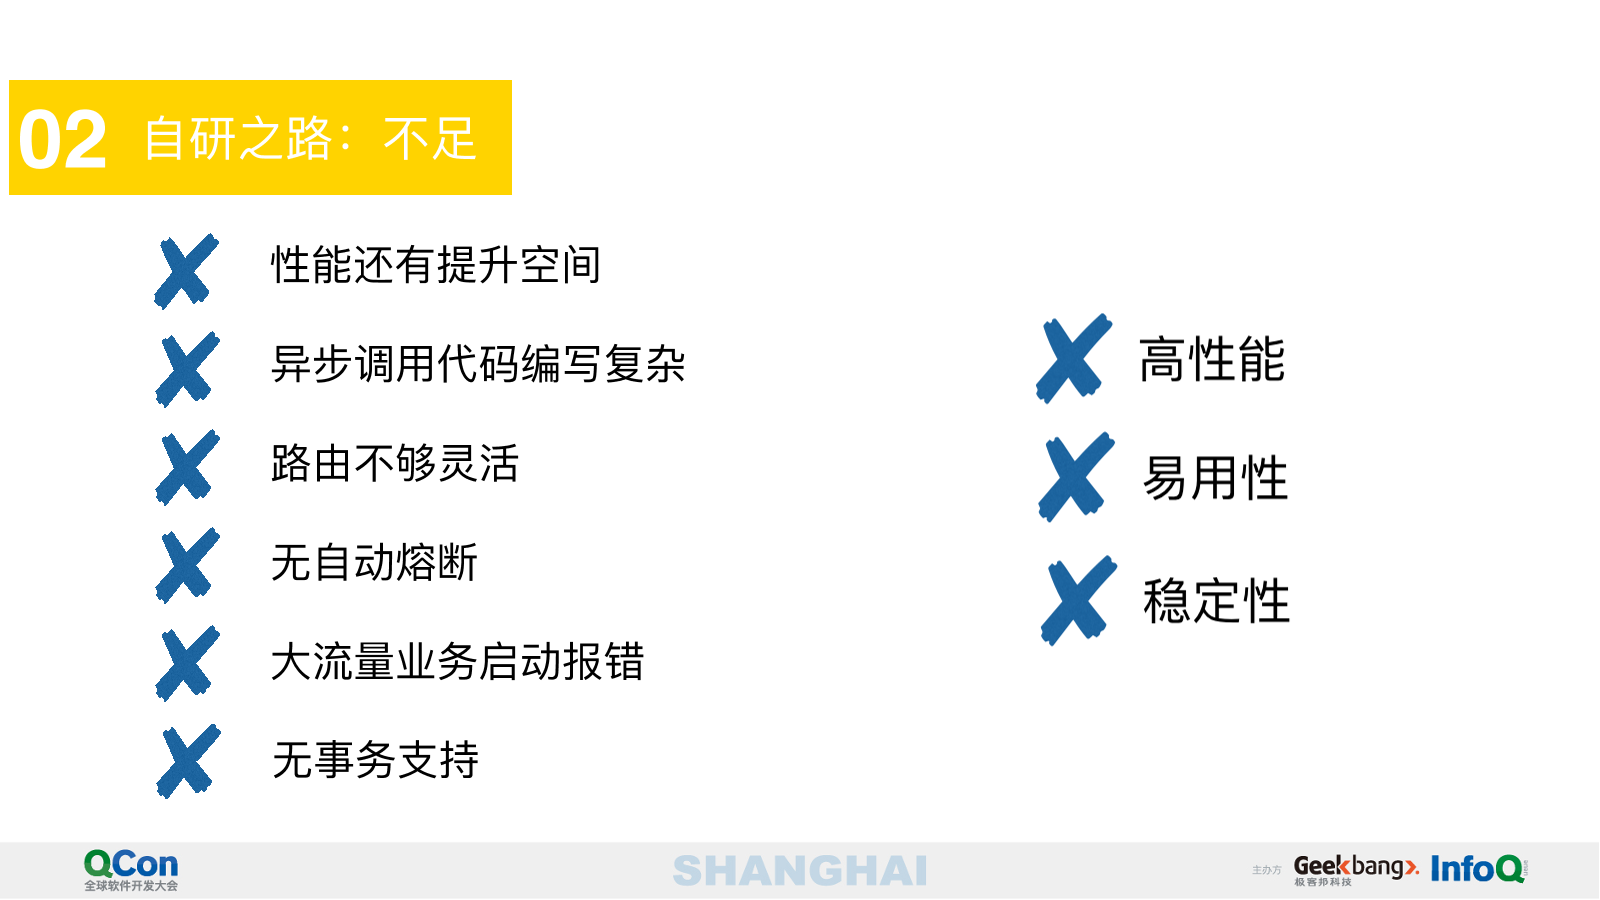 02 自研之路：不足
性能还有提升空间
异步调用代码编写复杂
路由不够灵活
无自动熔断
大流量业务启动报错
无事务支持
高性能
易用性
稳定性
QCon
全球软件开发大会
SHANGHAI
主办方
Geekbang>.
极客邦科技
InfoQ